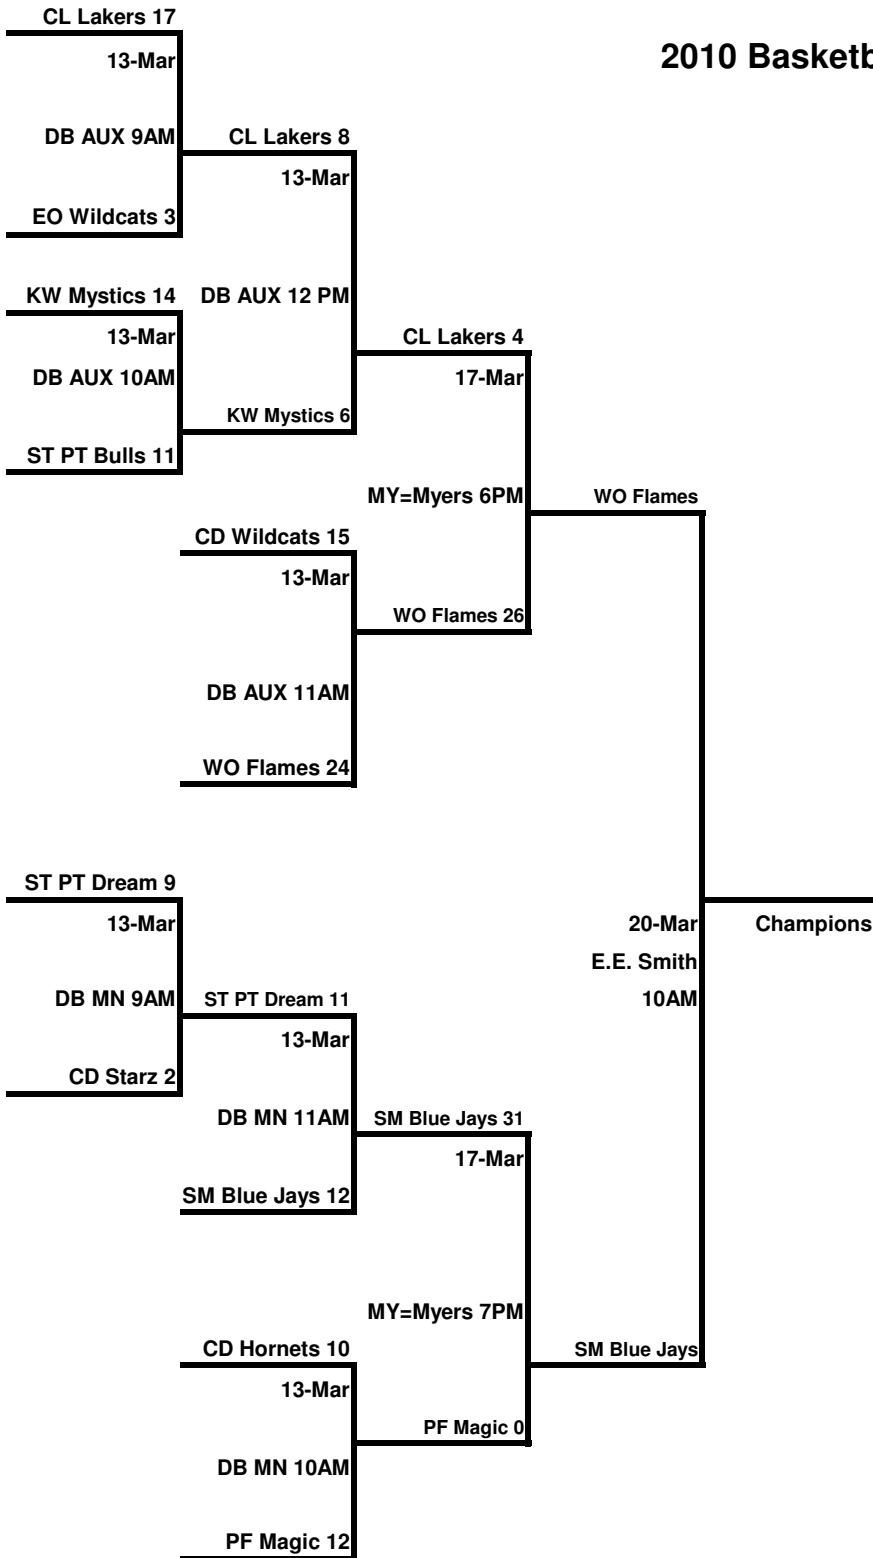 CL Lakers 17
13-Mar
2010 Basketb
DB AUX 9AM
CL Lakers 8
13-Mar
EO Wildcats 3
KW Mystics 14
DB AUX 12 PM
13-Mar
CL Lakers 4
DB AUX 10AM
17-Mar
KW Mystics 6
ST PT Bulls 11
MY=Myers 6PM
WO Flames
CD Wildcats 15
13-Mar
WO Flames 26
DB AUX 11AM
WO Flames 24
ST PT Dream 9
13-Mar
20-Mar
Champions
E.E. Smith
DB MN 9AM
ST PT Dream 11
10AM
13-Mar
CD Starz 2
DB MN 11AM
SM Blue Jays 31
17-Mar
SM Blue Jays 12
MY=Myers 7PM
CD Hornets 10
SM Blue Jays
13-Mar
PF Magic 0
DB MN 10AM
PF Magic 12